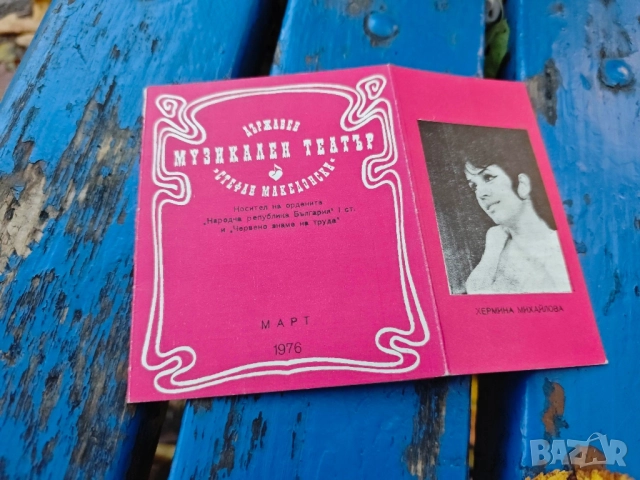 ДЪРЖАВЕН
МУЗИКАЛЕН ТЕАТЪР
"СТЕФАН МАКЕДОНСКИ"
Носител на ордените
„Народна република България" I ст.
и „Червено знаме на труда"
МАРТ
1976
ХЕРМИНА МИХАЙЛОВА
BAZAR